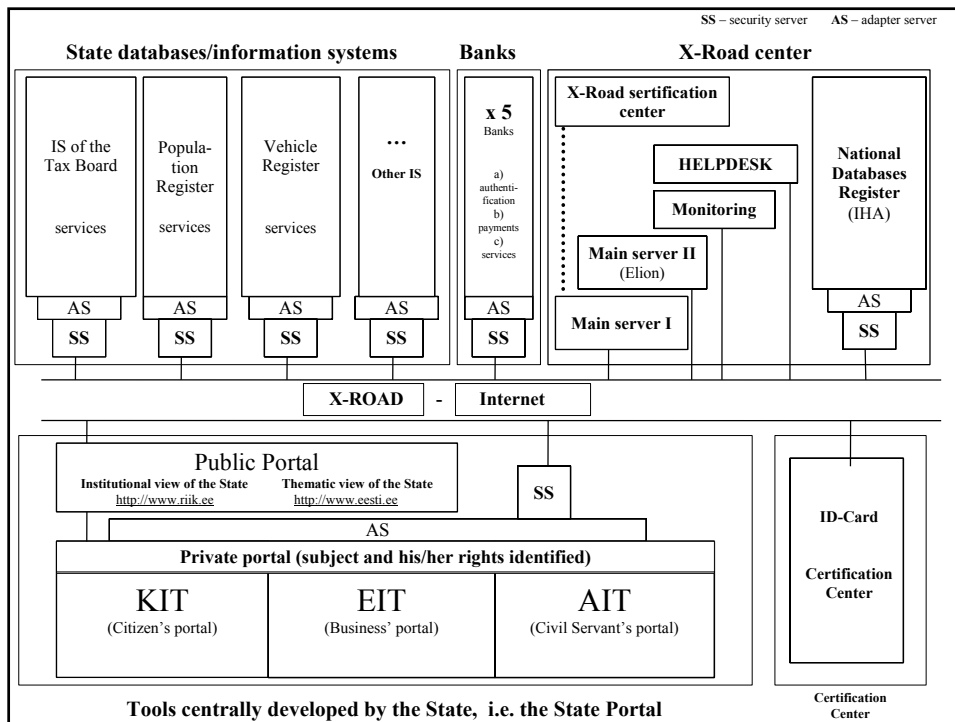 SS – security server AS – adapter server
State databases/information systems
Banks
X-Road center
IS of the
Tax Board
services
AS
SS
Popula-
tion
Register
services
AS
SS
Vehicle
Register
services
AS
SS
...
Other IS
AS
SS
x 5
Banks
a)
authenti-
fication
b)
payments
c)
services
AS
SS
X-Road sertification
center
HELPDESK
Monitoring
Main server II
(Elion)
Main server I
National
Databases
Register
(IHA)
AS
SS
X-ROAD - Internet
Public Portal
Institutional view of the State
http://www.riik.ee
Thematic view of the State
http://www.eesti.ee
SS
AS
Private portal (subject and his/her rights identified)
KIT
(Citizen’s portal)
EIT
(Business’ portal)
AIT
(Civil Servant’s portal)
ID-Card
Certification
Center
Tools centrally developed by the State, i.e. the State Portal
Certification
Center